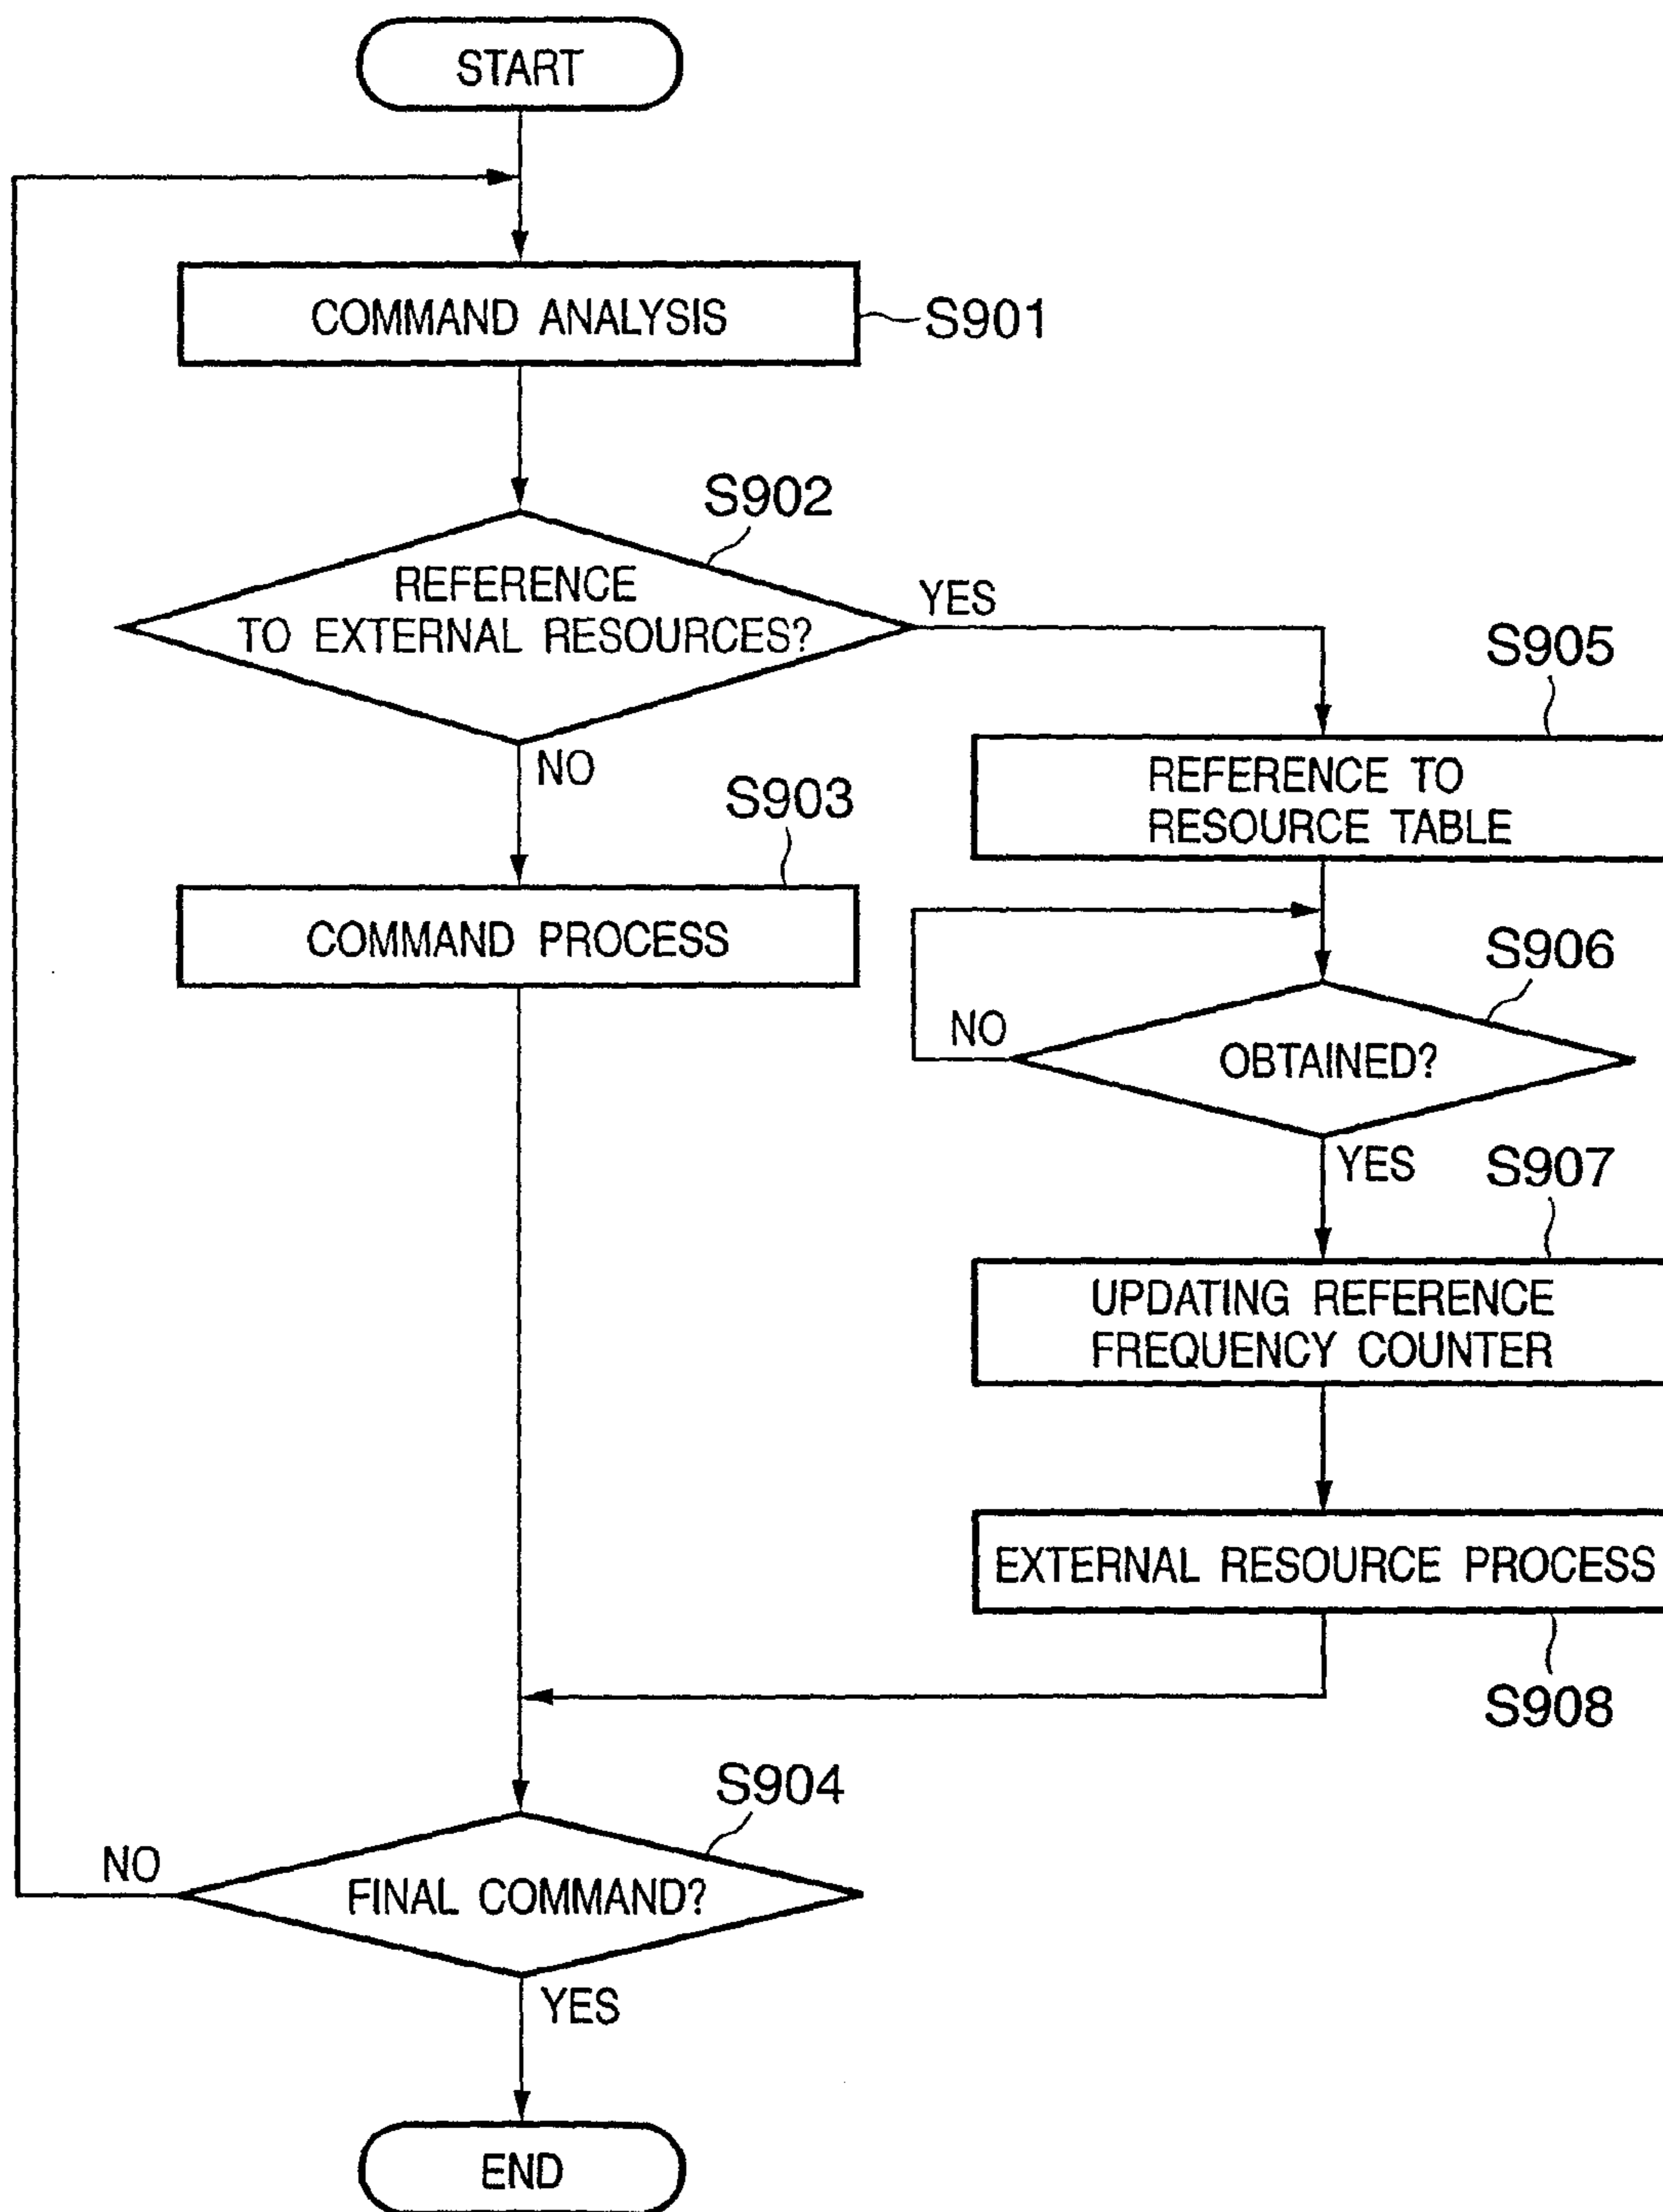 START
COMMAND ANALYSIS
S901
S902
REFERENCE
TO EXTERNAL RESOURCES?
YES
NO
S903
COMMAND PROCESS
S905
REFERENCE TO
RESOURCE TABLE
S906
NO
OBTAINED?
YES
S907
UPDATING REFERENCE
FREQUENCY COUNTER
EXTERNAL RESOURCE PROCESS
S908
S904
NO
FINAL COMMAND?
YES
END